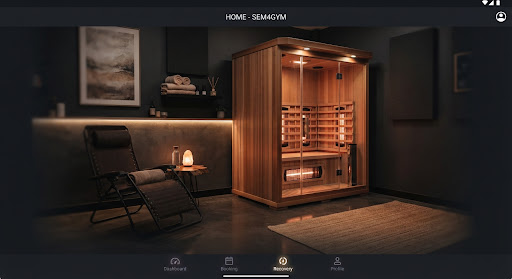 HOME - SEM4GYM
Dashboard
Booking
Recovery
Profile